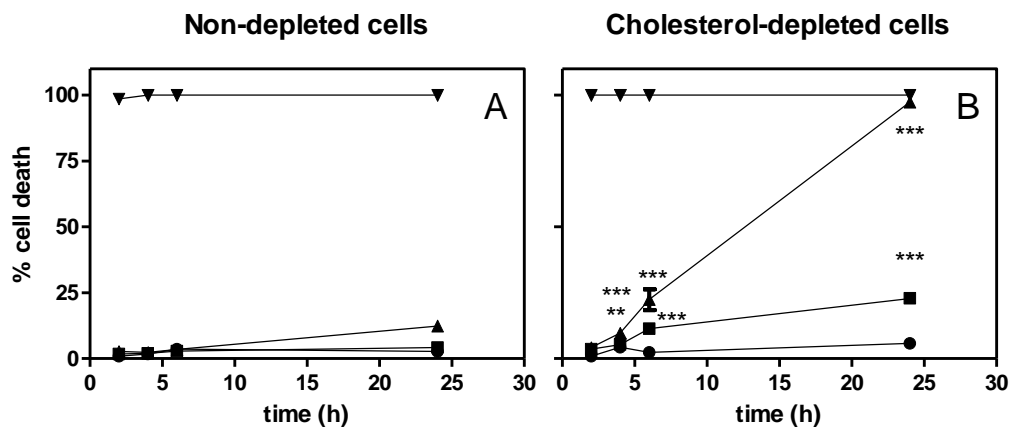 Non-depleted cells
Cholesterol-depleted cells
% cell death
100
75
50
25
0
A
0 5 10 15 20 25 30
time (h)
B
***
***
***
***
**
***
0 5 10 15 20 25 30
time (h)